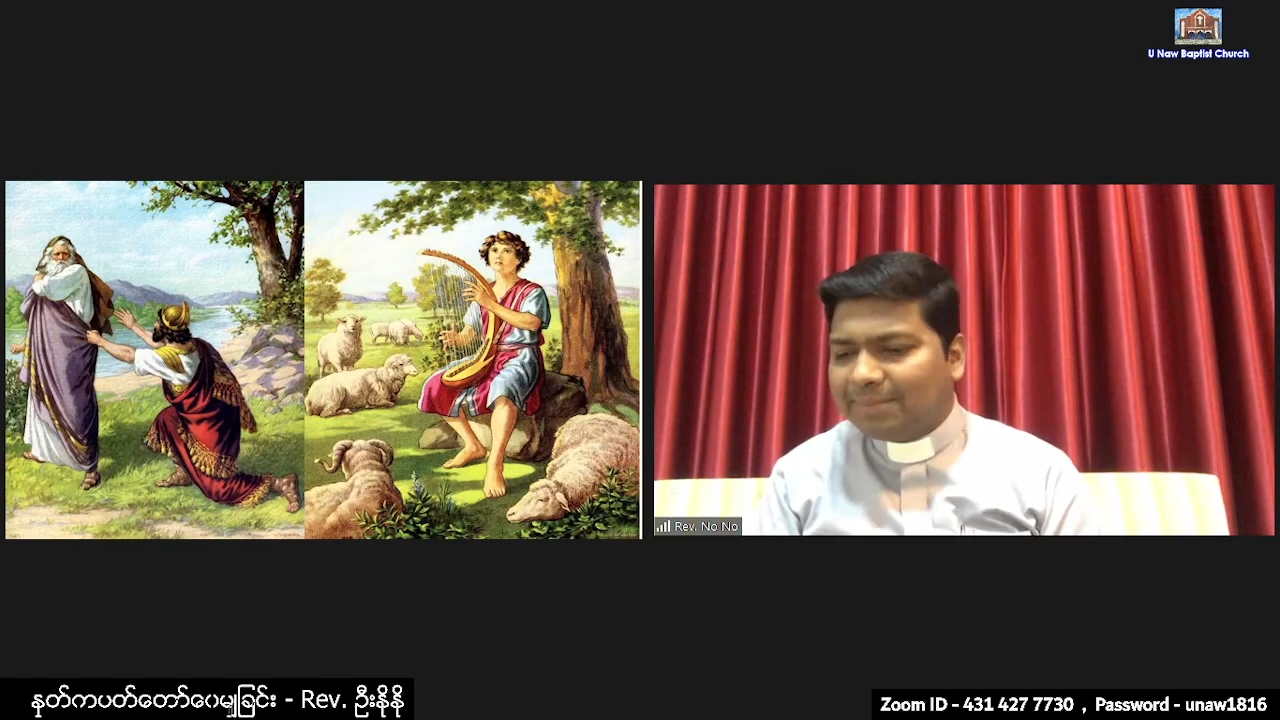 U Naw Baptist Church
Rev. No No
နှုတ်ကပတ်တော်ဝေမျှခြင်း - Rev. ဦးနိုနို
Zoom ID - 431 427 7730 , Password - unaw1816